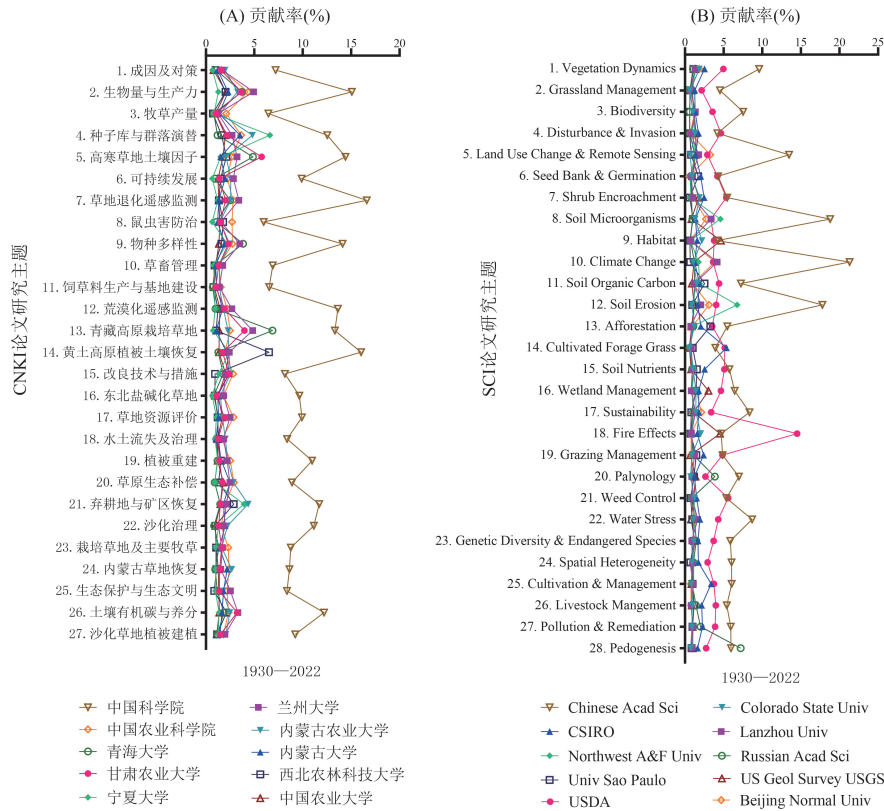 (A) 贡献率(%)
0 5 10 15 20
CNKI论文研究主题
1. 成因及对策
2. 生物量与生产力
3. 牧草产量
4. 种子库与群落演替
5. 高寒草地土壤因子
6. 可持续发展
7. 草地退化遥感监测
8. 鼠虫害防治
9. 物种多样性
10. 草畜管理
11. 饲草料生产与基地建设
12. 荒漠化遥感监测
13. 青藏高原栽培草地
14. 黄土高原植被土壤恢复
15. 改良技术与措施
16. 东北盐碱化草地
17. 草地资源评价
18. 水土流失及治理
19. 植被重建
20. 草原生态补偿
21. 弃耕地与矿区恢复
22. 沙化治理
23. 栽培草地及主要牧草
24. 内蒙古草地恢复
25. 生态保护与生态文明
26. 土壤有机碳与养分
27. 沙化草地植被建植
1930—2022
中国科学院
中国农业科学院
青海大学
甘肃农业大学
宁夏大学
兰州大学
内蒙古农业大学
内蒙古大学
西北农林科技大学
中国农业大学
(B) 贡献率(%)
0 5 10 15 20 25
SCI论文研究主题
1. Vegetation Dynamics
2. Grassland Management
3. Biodiversity
4. Disturbance & Invasion
5. Land Use Change & Remote Sensing
6. Seed Bank & Germination
7. Shrub Encroachment
8. Soil Microorganisms
9. Habitat
10. Climate Change
11. Soil Organic Carbon
12. Soil Erosion
13. Afforestation
14. Cultivated Forage Grass
15. Soil Nutrients
16. Wetland Management
17. Sustainability
18. Fire Effects
19. Grazing Management
20. Palynology
21. Weed Control
22. Water Stress
23. Genetic Diversity & Endangered Species
24. Spatial Heterogeneity
25. Cultivation & Management
26. Livestock Mangement
27. Pollution & Remediation
28. Pedogenesis
1930—2022
Chinese Acad Sci
CSIRO
Northwest A&F Univ
Univ Sao Paulo
USDA
Colorado State Univ
Lanzhou Univ
Russian Acad Sci
US Geol Survey USGS
Beijing Normal Univ